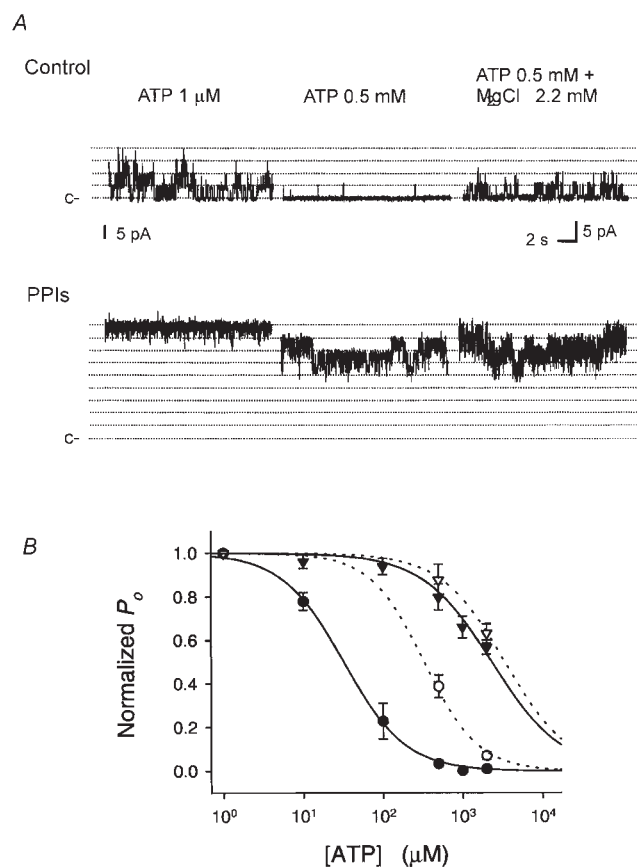 A
Control
ATP 1 μM
ATP 0.5 mM
ATP 0.5 mM +
MgCl2 2.2 mM
C-
5 pA
2 s
5 pA
PPIs
C-
B
Normalized Po
1.0
0.8
0.6
0.4
0.2
0.0
10⁰
10¹
10²
10³
10⁴
[ATP] (μM)